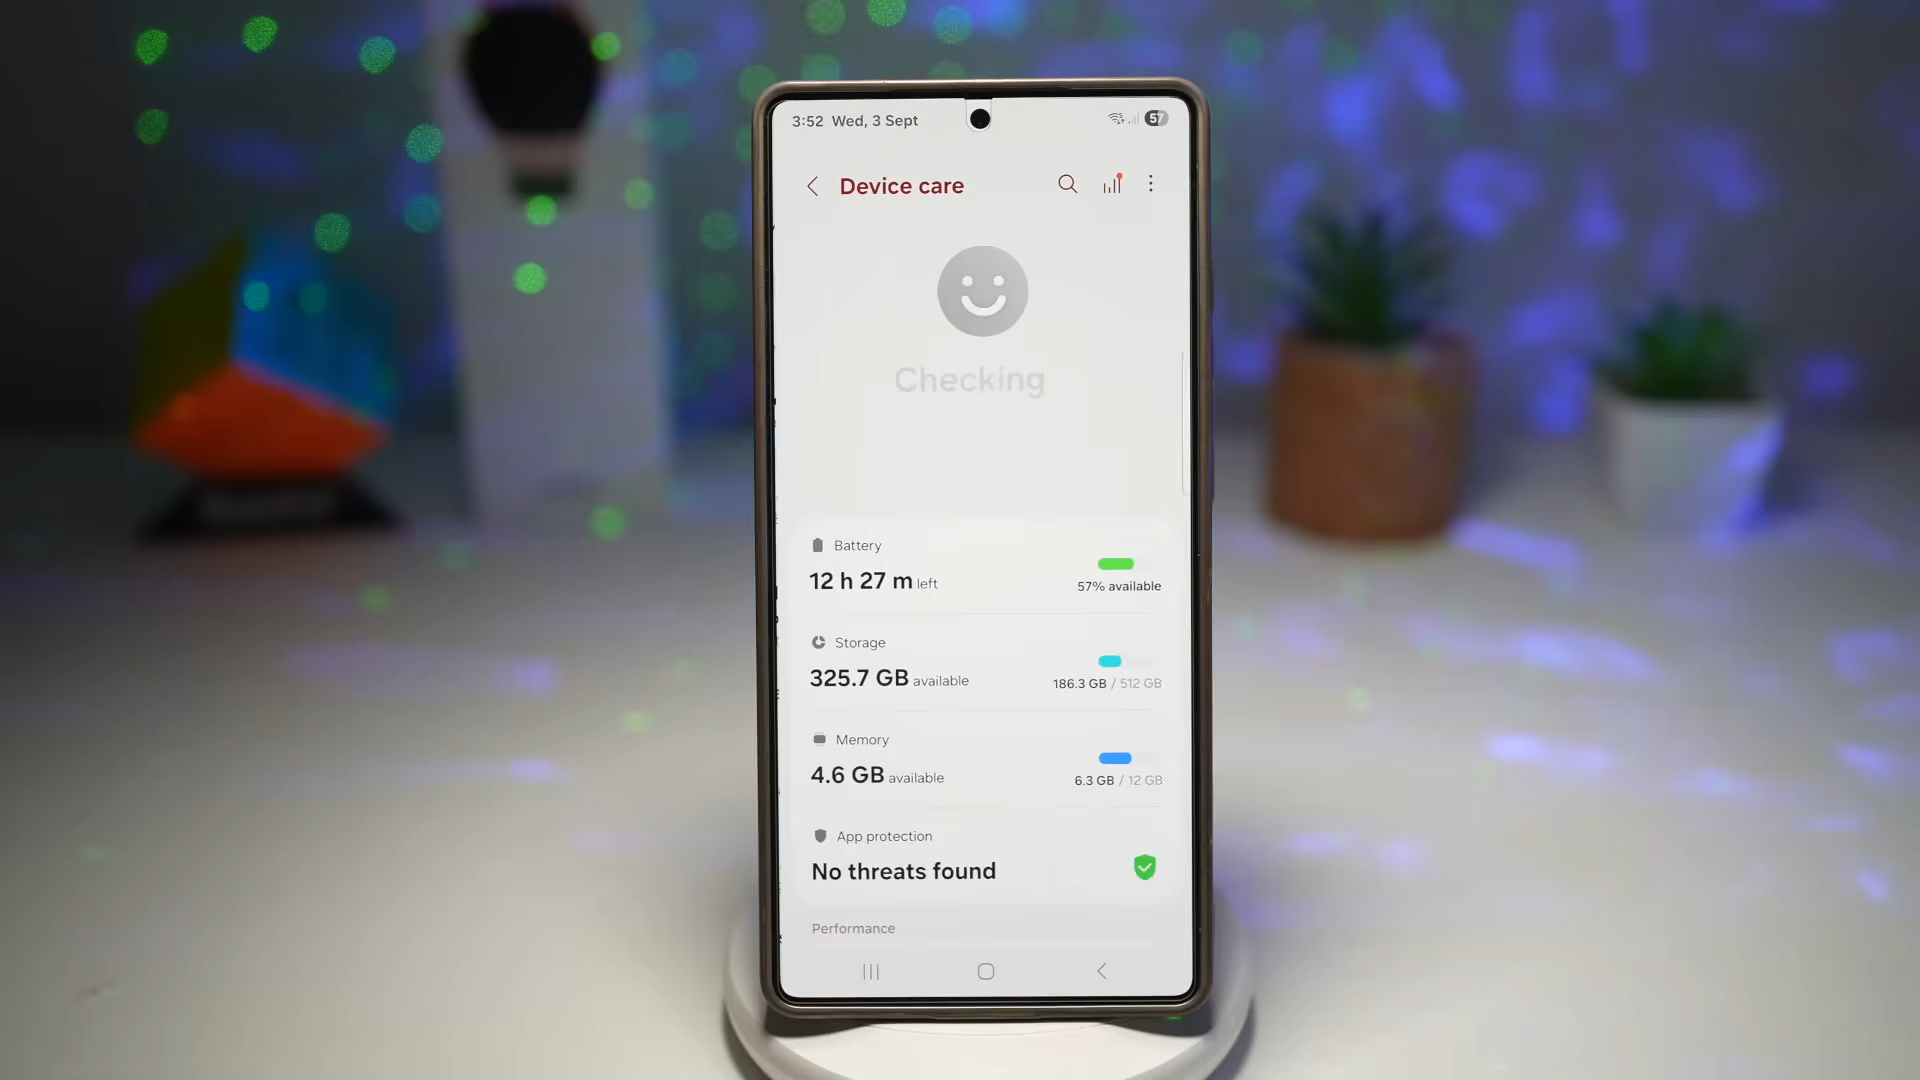 3:52 Wed, 3 Sept
57
Device care
Checking
Battery
12 h 27 m left
57% available
Storage
325.7 GB available
186.3 GB / 512 GB
Memory
4.6 GB available
6.3 GB / 12 GB
App protection
No threats found
Performance